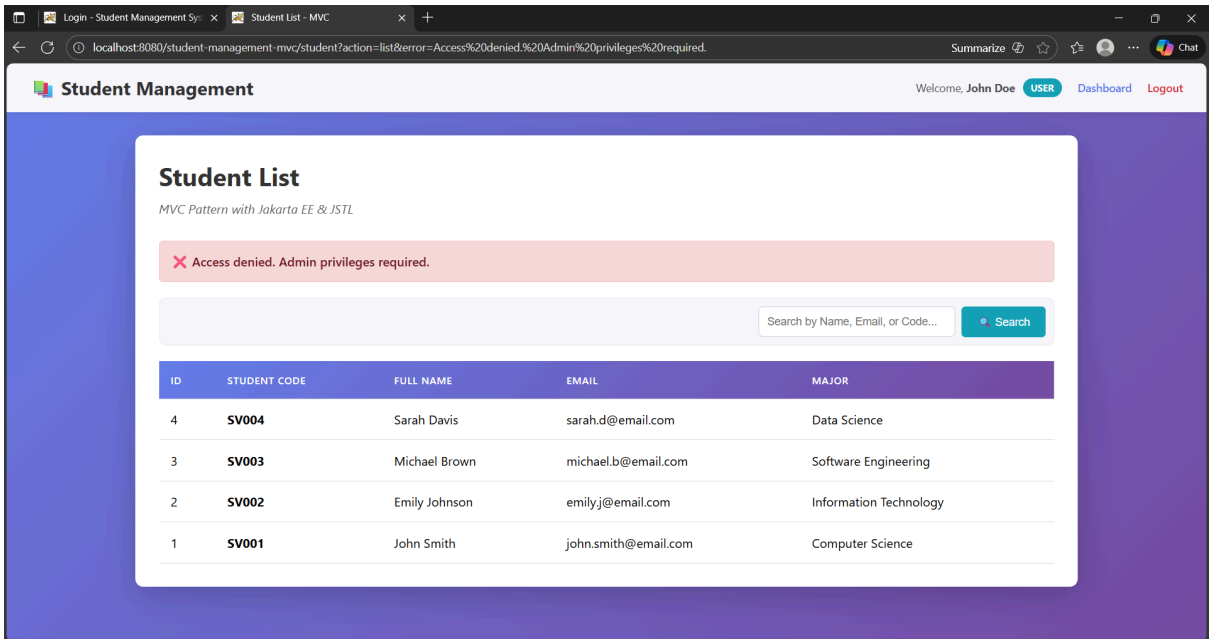 Login - Student Management Sys
Student List - MVC
localhost:8080/student-management-mvc/student?action=list&error=Access%20denied.%20Admin%20privileges%20required.
Summarize
Chat
Student Management
Welcome, John Doe USER Dashboard Logout
Student List
MVC Pattern with Jakarta EE & JSTL
Access denied. Admin privileges required.
Search by Name, Email, or Code... Search
ID STUDENT CODE FULL NAME EMAIL MAJOR
4 SV004 Sarah Davis sarah.d@email.com Data Science
3 SV003 Michael Brown michael.b@email.com Software Engineering
2 SV002 Emily Johnson emily.j@email.com Information Technology
1 SV001 John Smith john.smith@email.com Computer Science